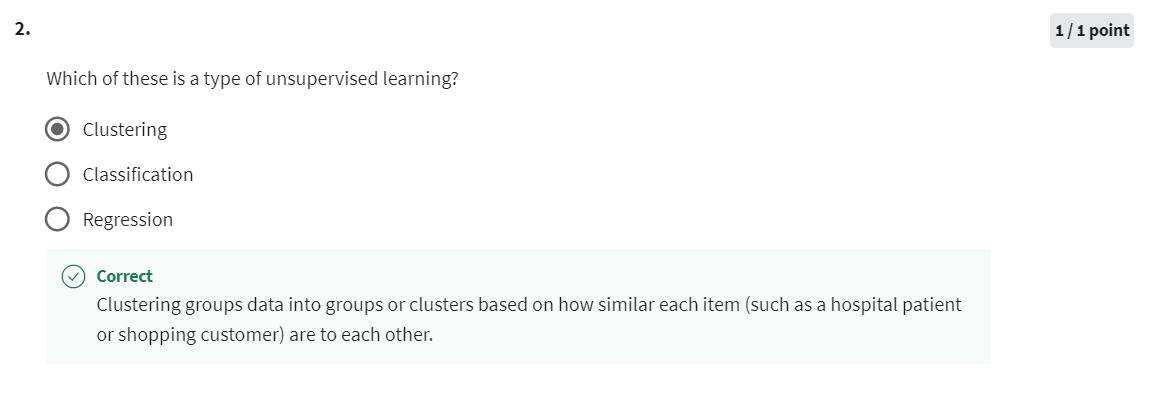 2.
1 / 1 point
Which of these is a type of unsupervised learning?
Clustering
Classification
Regression
Correct
Clustering groups data into groups or clusters based on how similar each item (such as a hospital patient
or shopping customer) are to each other.